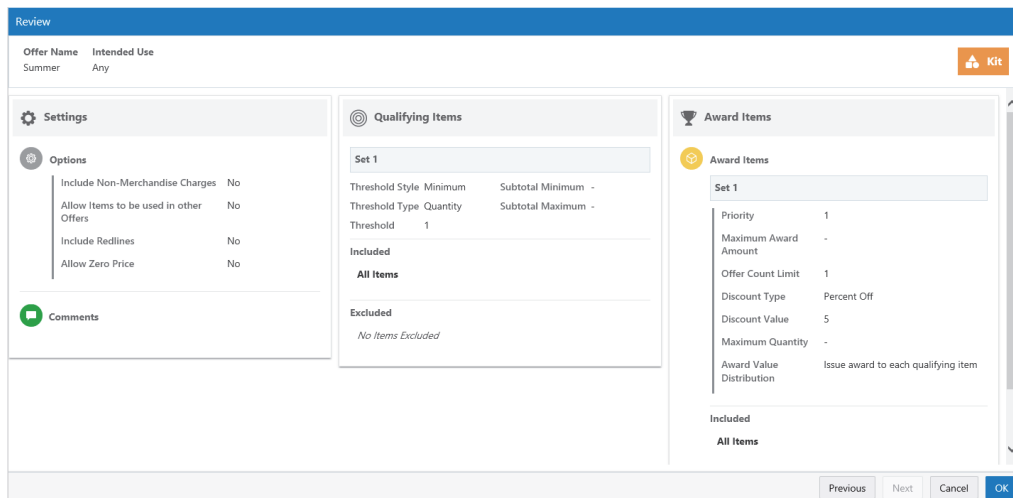 Review
Offer Name Intended Use
Summer Any
Kit
Settings
Options
Include Non-Merchandise Charges No
Allow Items to be used in other No
Offers
Include Redlines No
Allow Zero Price No
Comments
Qualifying Items
Set 1
Threshold Style Minimum Subtotal Minimum -
Threshold Type Quantity Subtotal Maximum -
Threshold 1
Included
All Items
Excluded
No Items Excluded
Award Items
Award Items
Set 1
Priority 1
Maximum Award -
Amount
Offer Count Limit 1
Discount Type Percent Off
Discount Value 5
Maximum Quantity -
Award Value Issue award to each qualifying item
Distribution
Included
All Items
Previous Next Cancel OK